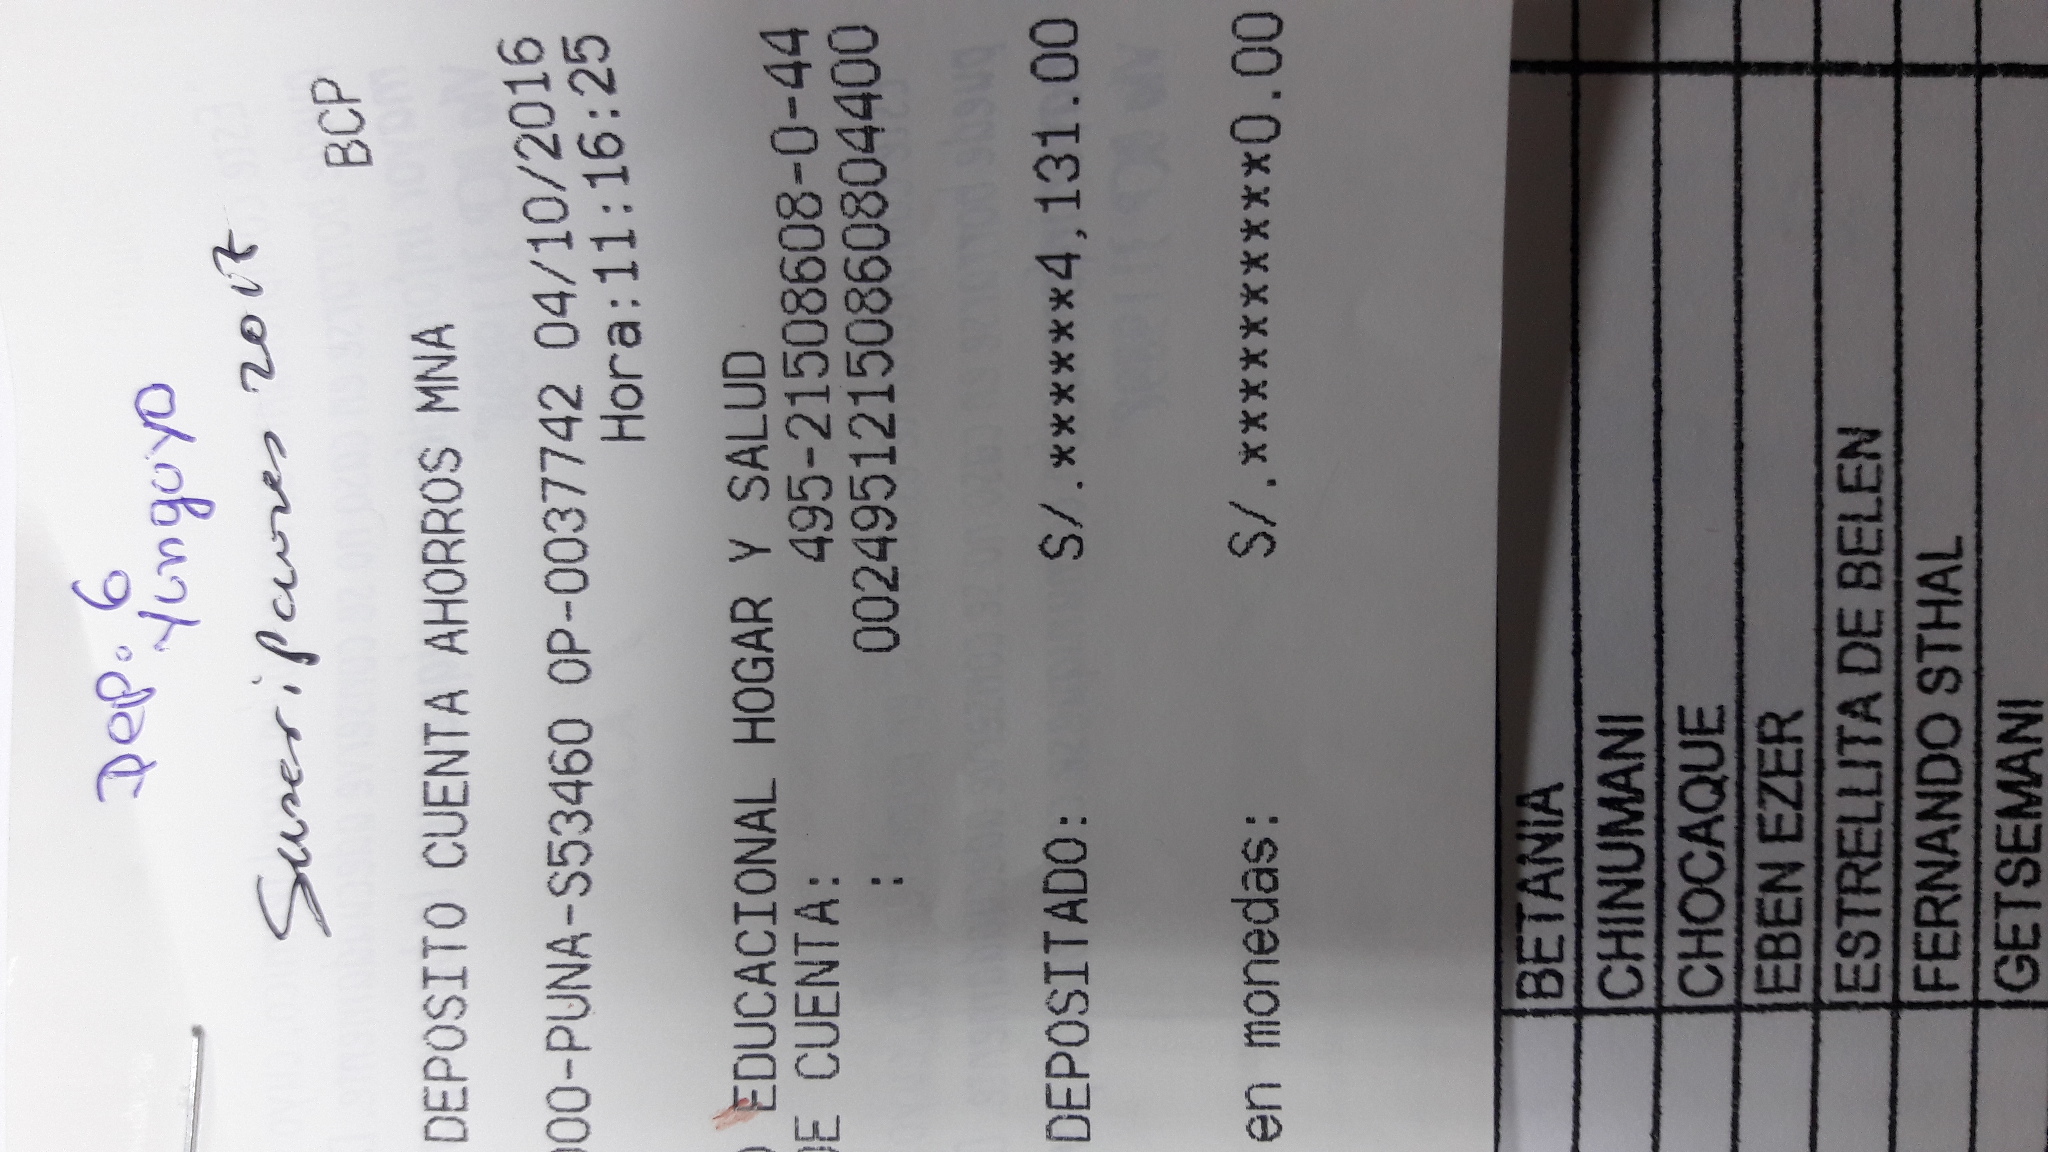 Dep. 6
Yunguyo
Suscripciones 2017
BCP
DEPOSITO CUENTA AHORROS MNA
000-PUNA-S53460 OP-0037742 04/10/2016
Hora:11:16:25
EDUCACIONAL HOGAR Y SALUD
DE CUENTA: 495-21508608-0-44
: 00249512150860804400
DEPOSITADO: S/.*******4,131.00
en monedas: S/.***********0.00
BETANIA
CHINUMANI
CHOCAQUE
EBEN EZER
ESTRELLITA DE BELEN
FERNANDO STHAL
GETSEMANI